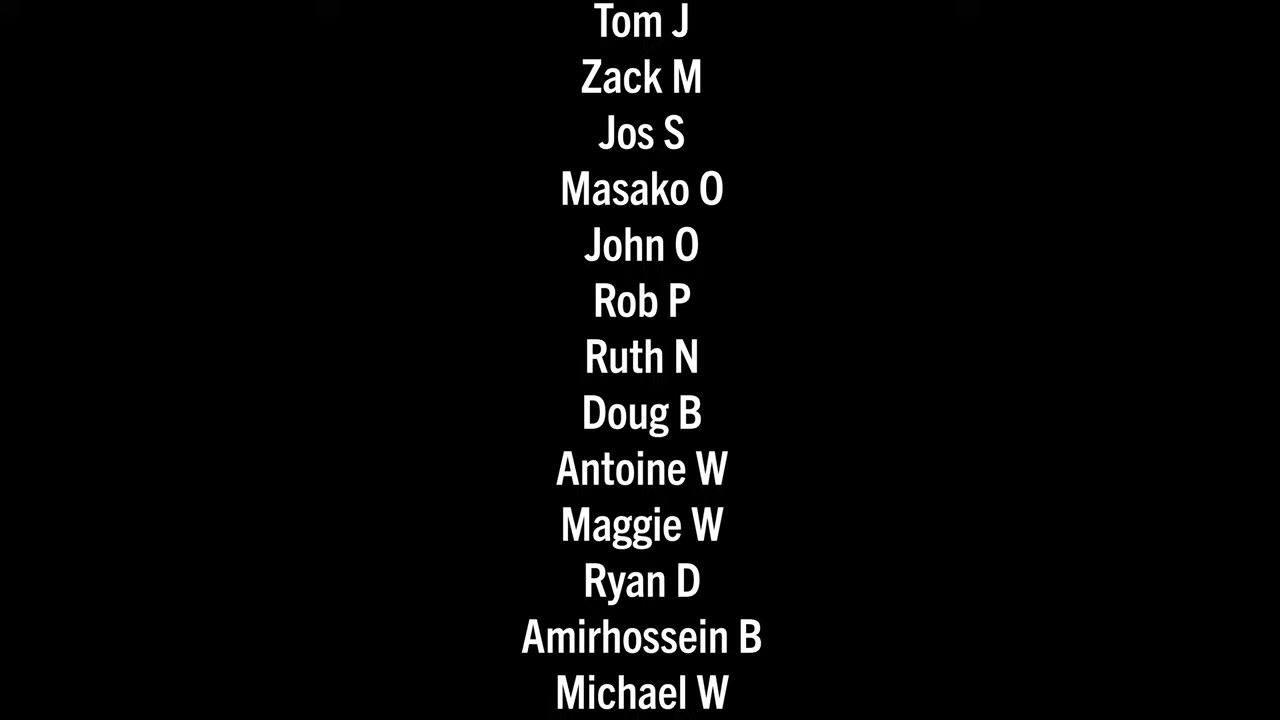 Tom J
Zack M
Jos S
Masako O
John O
Rob P
Ruth N
Doug B
Antoine W
Maggie W
Ryan D
Amirhossein B
Michael W